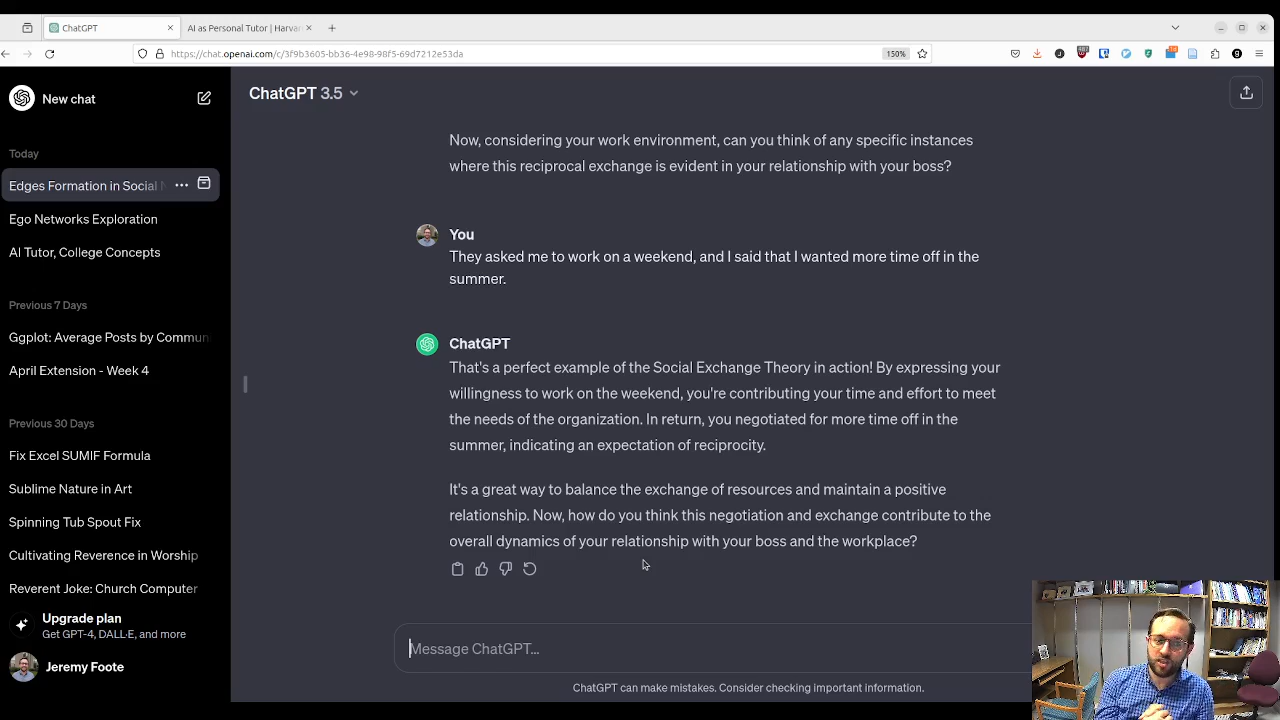 ChatGPT
AI as Personal Tutor | Harvar
https://chat.openai.com/c/3f9b3605-bb36-4e98-98f5-69d7212e53da
150%
New chat
Today
Edges Formation in Social
Ego Networks Exploration
AI Tutor, College Concepts
Previous 7 Days
Ggplot: Average Posts by Commun
April Extension - Week 4
Previous 30 Days
Fix Excel SUMIF Formula
Sublime Nature in Art
Spinning Tub Spout Fix
Cultivating Reverence in Worship
Reverent Joke: Church Computer
Upgrade plan
Get GPT-4, DALL·E, and more
Jeremy Foote
ChatGPT 3.5
Now, considering your work environment, can you think of any specific instances
where this reciprocal exchange is evident in your relationship with your boss?
You
They asked me to work on a weekend, and I said that I wanted more time off in the
summer.
ChatGPT
That's a perfect example of the Social Exchange Theory in action! By expressing your
willingness to work on the weekend, you're contributing your time and effort to meet
the needs of the organization. In return, you negotiated for more time off in the
summer, indicating an expectation of reciprocity.
It's a great way to balance the exchange of resources and maintain a positive
relationship. Now, how do you think this negotiation and exchange contribute to the
overall dynamics of your relationship with your boss and the workplace?
Message ChatGPT...
ChatGPT can make mistakes. Consider checking important information.